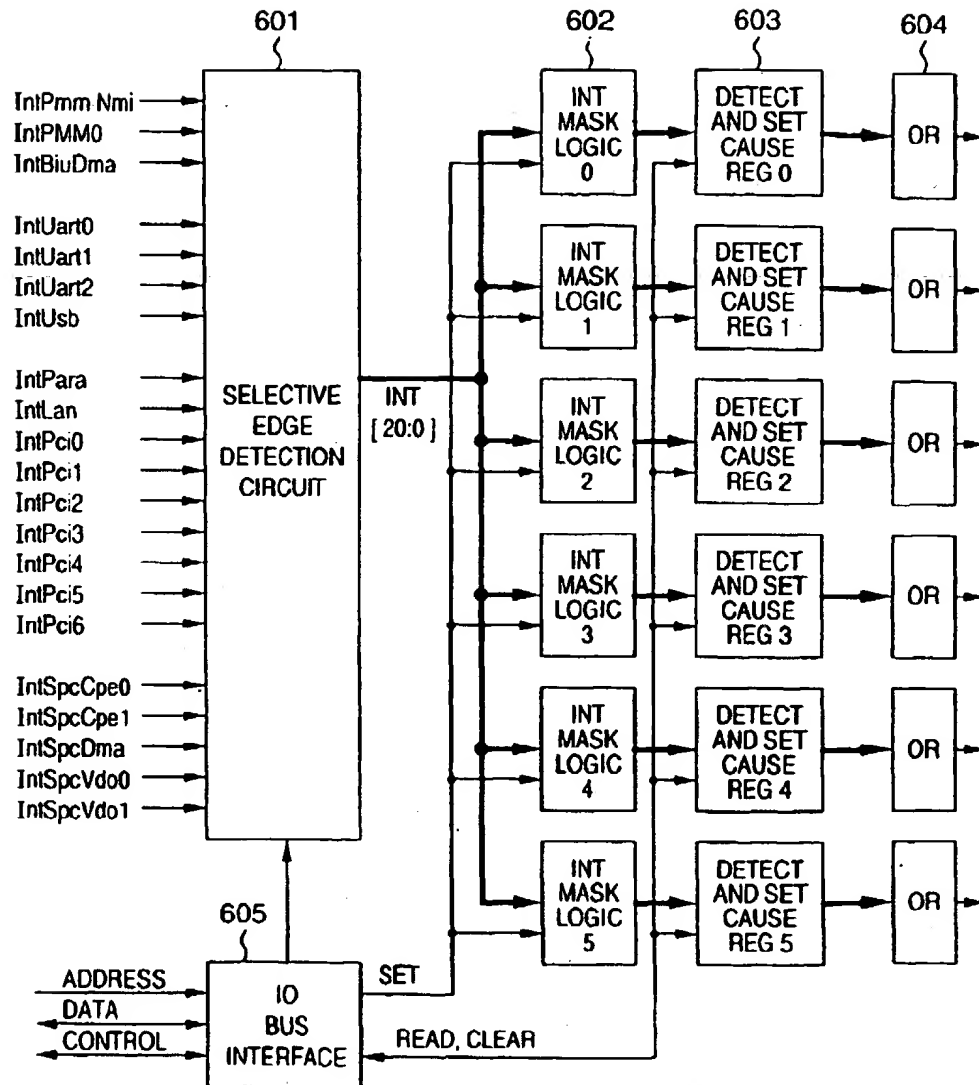 601
602
603
604
IntPmm Nmi
IntPMM0
IntBiuDma
IntUart0
IntUart1
IntUart2
IntUsb
IntPara
IntLan
IntPci0
IntPci1
IntPci2
IntPci3
IntPci4
IntPci5
IntPci6
IntSpcCpe0
IntSpcCpe1
IntSpcDma
IntSpcVdo0
IntSpcVdo1
SELECTIVE
EDGE
DETECTION
CIRCUIT
INT
[ 20:0 ]
INT
MASK
LOGIC
0
DETECT
AND SET
CAUSE
REG 0
OR
INT
MASK
LOGIC
1
DETECT
AND SET
CAUSE
REG 1
OR
INT
MASK
LOGIC
2
DETECT
AND SET
CAUSE
REG 2
OR
INT
MASK
LOGIC
3
DETECT
AND SET
CAUSE
REG 3
OR
INT
MASK
LOGIC
4
DETECT
AND SET
CAUSE
REG 4
OR
INT
MASK
LOGIC
5
DETECT
AND SET
CAUSE
REG 5
OR
605
ADDRESS
DATA
CONTROL
IO
BUS
INTERFACE
SET
READ, CLEAR